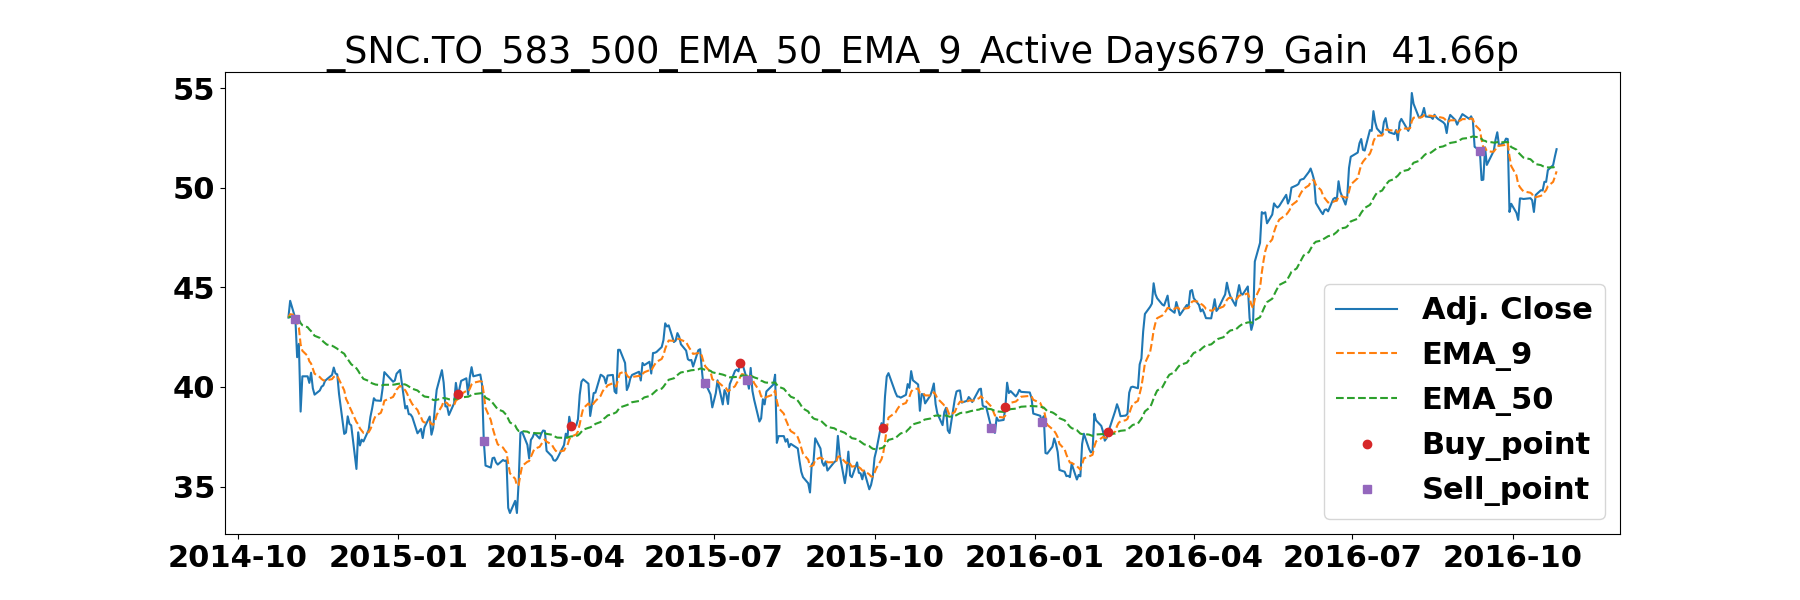 _SNC.TO_583_500_EMA_50_EMA_9_Active Days679_Gain  41.66p
55
50
45
40
35
2014-10 2015-01 2015-04 2015-07 2015-10 2016-01 2016-04 2016-07 2016-10
Adj. Close
EMA_9
EMA_50
Buy_point
Sell_point